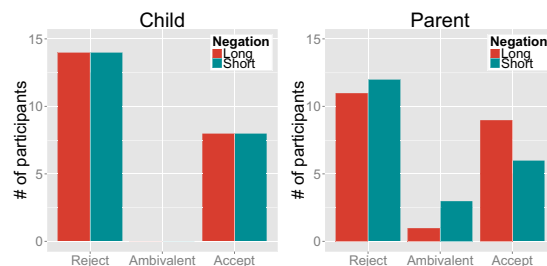 Child
# of participants
15
10
5
0
Negation
Long
Short
Reject Ambivalent Accept
Parent
# of participants
15
10
5
0
Negation
Long
Short
Reject Ambivalent Accept